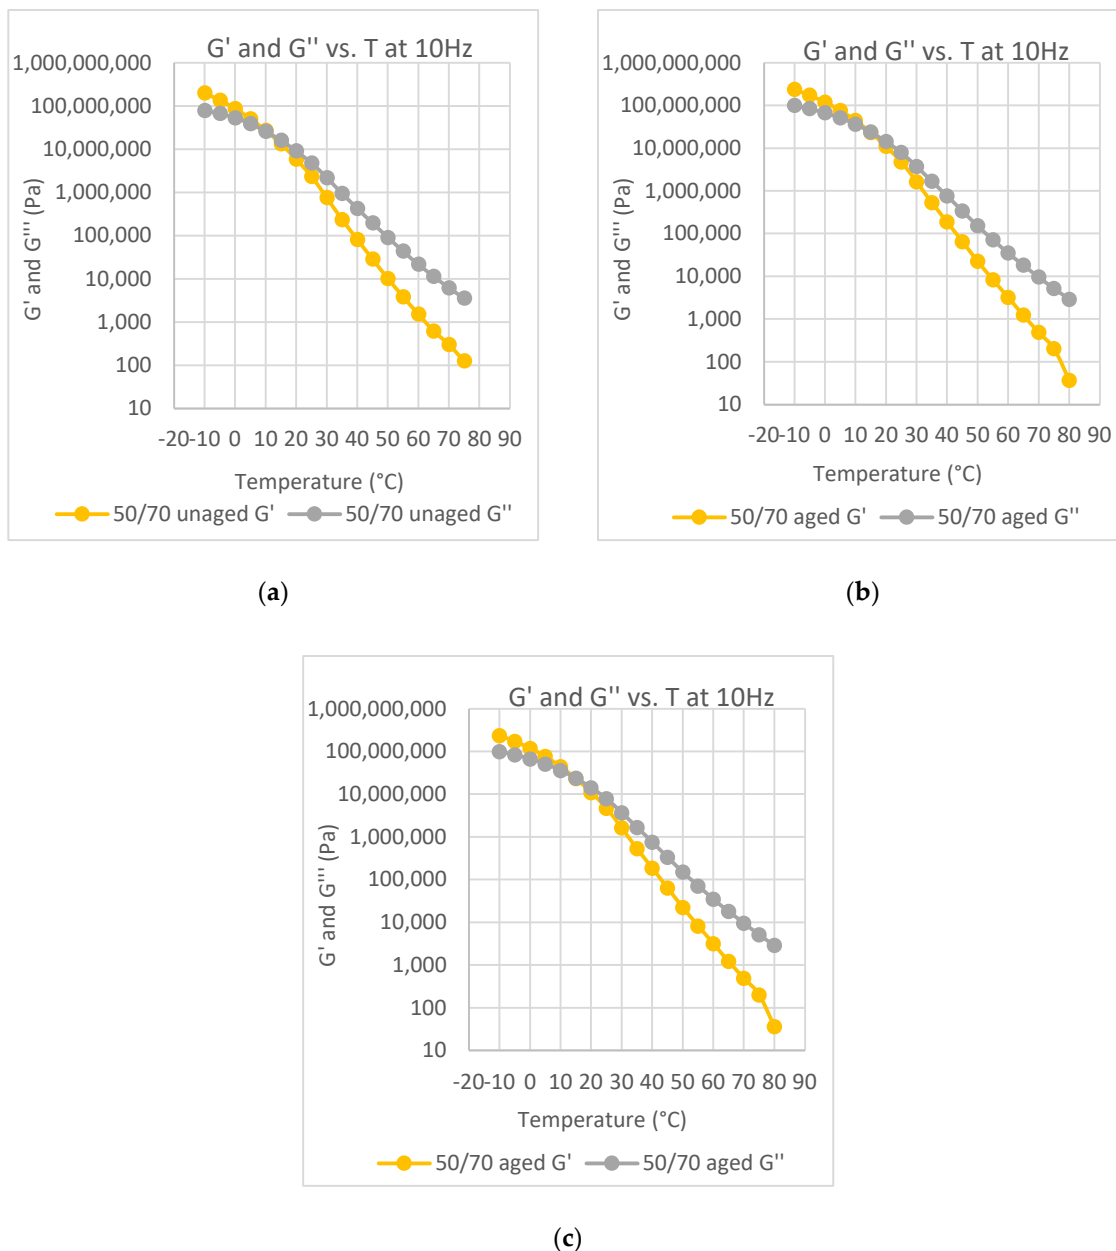 G' and G'' vs. T at 10Hz
1,000,000,000
100,000,000
10,000,000
1,000,000
100,000
10,000
1,000
100
10
G' and G''' (Pa)
-20-10 0 10 20 30 40 50 60 70 80 90
Temperature (°C)
50/70 unaged G' 50/70 unaged G''
(a)
G' and G'' vs. T at 10Hz
1,000,000,000
100,000,000
10,000,000
1,000,000
100,000
10,000
1,000
100
10
G' and G''' (Pa)
-20-10 0 10 20 30 40 50 60 70 80 90
Temperature (°C)
50/70 aged G' 50/70 aged G''
(b)
G' and G'' vs. T at 10Hz
1,000,000,000
100,000,000
10,000,000
1,000,000
100,000
10,000
1,000
100
10
G' and G''' (Pa)
-20-10 0 10 20 30 40 50 60 70 80 90
Temperature (°C)
50/70 aged G' 50/70 aged G''
(c)